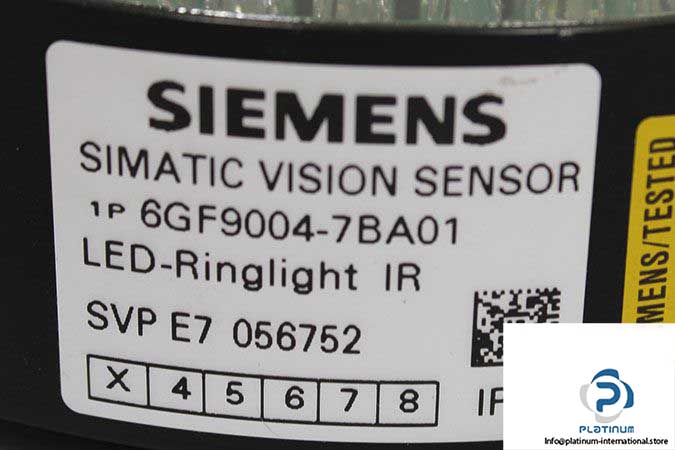 SIEMENS
SIMATIC VISION SENSOR
1P 6GF9004-7BA01
LED-Ringlight IR
SVP E7 056752
X 4 5 6 7 8
IP
MENS/TESTED
PLATINUM
Info@platinum-international.store